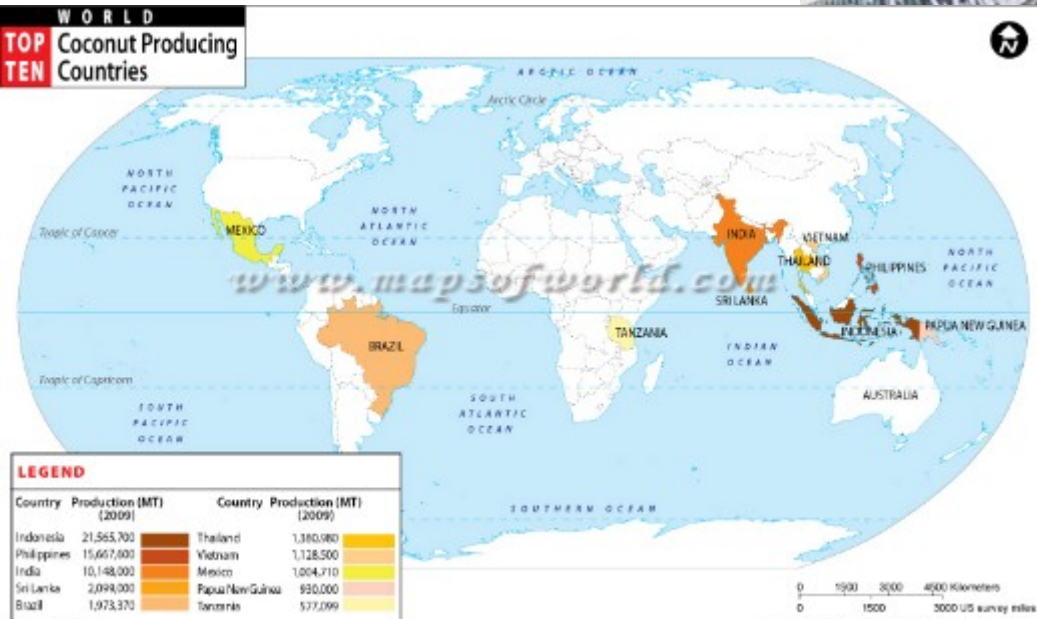 WORLD
TOP TEN
Coconut Producing
Countries
N
ARCTIC OCEAN
Arctic Circle
NORTH
PACIFIC
OCEAN
NORTH
ATLANTIC
OCEAN
Tropic of Cancer
MEXICO
INDIA
VIETNAM
THAILAND
PHILIPPINES
NORTH
PACIFIC
OCEAN
www.mapsofworld.com
SRI LANKA
Equator
BRAZIL
TANZANIA
INDONESIA
PAPUA NEW GUINEA
INDIAN
OCEAN
Tropic of Capricorn
AUSTRALIA
SOUTH
PACIFIC
OCEAN
SOUTH
ATLANTIC
OCEAN
SOUTHERN OCEAN
LEGEND
Country Production (MT) Country Production (MT)
(2009) (2009)
Indonesia 21,565,700 Thailand 1,380,980
Philippines 15,667,600 Vietnam 1,128,500
India 10,148,000 Mexico 1,004,710
Sri Lanka 2,099,000 Papua New Guinea 930,000
Brazil 1,973,370 Tanzania 577,099
0 1500 3000 4500 Kilometers
0 1500 3000 US survey miles